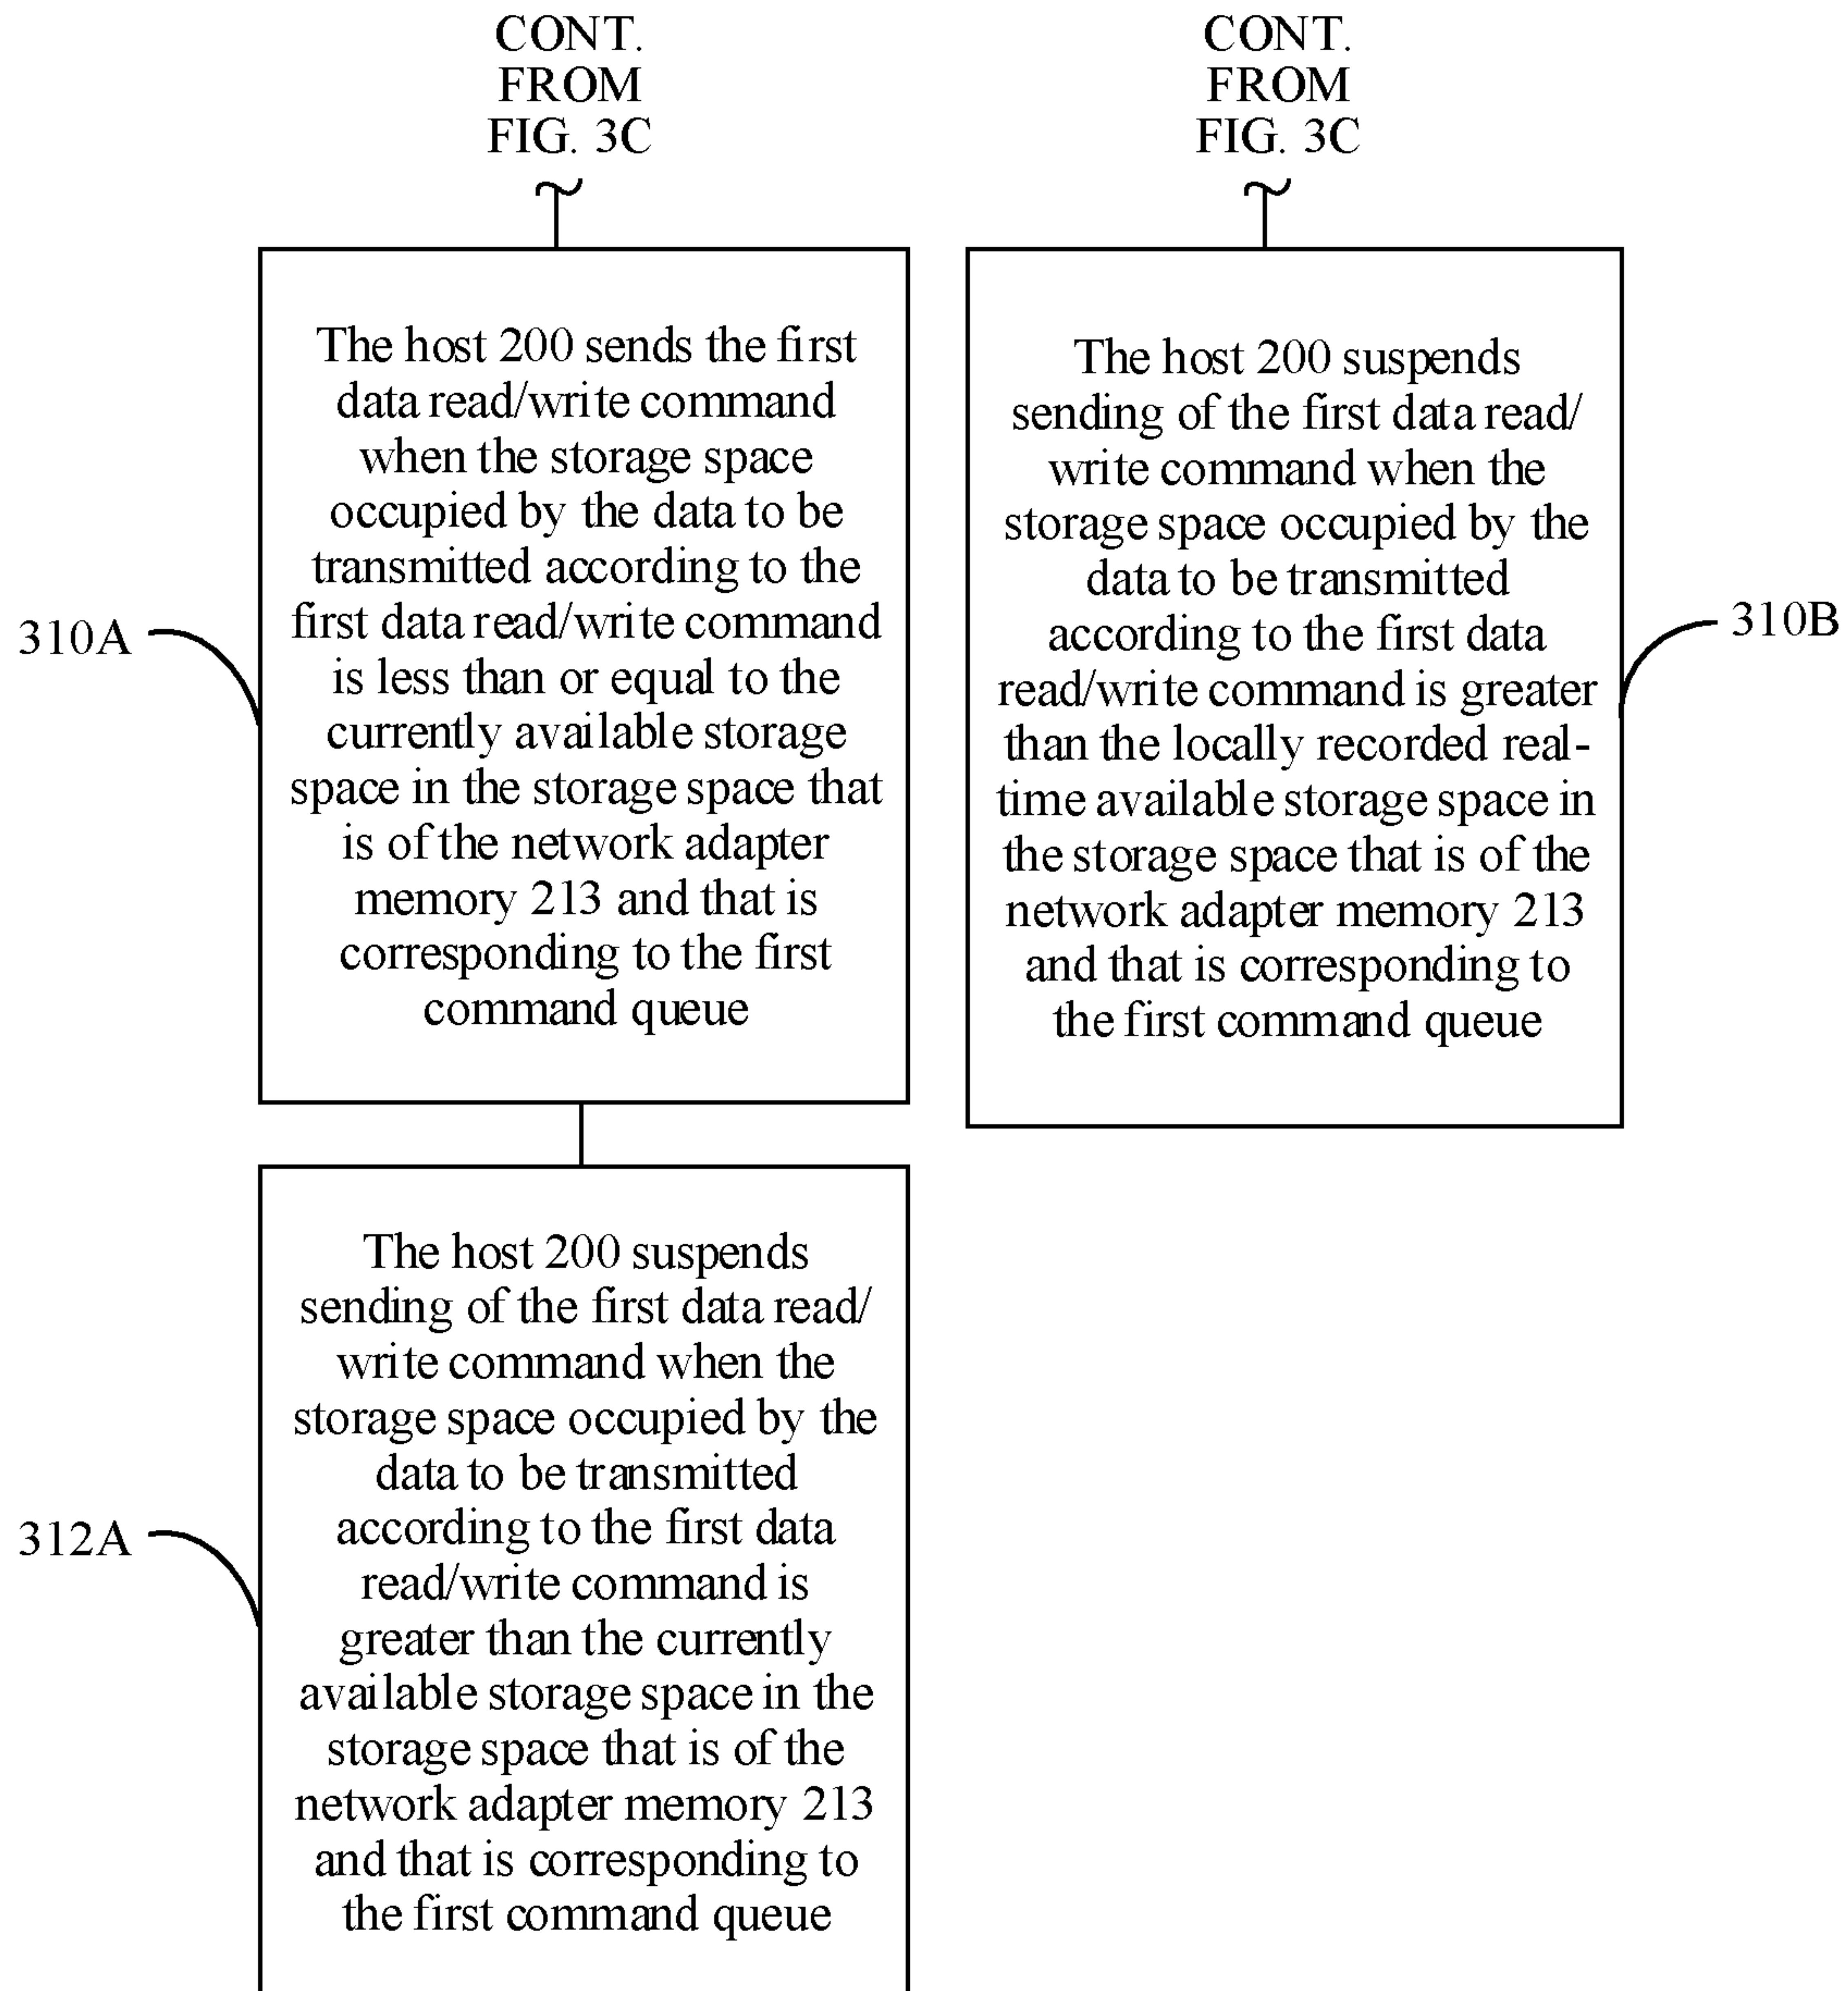 CONT.
FROM
FIG. 3C
The host 200 sends the first
data read/write command
when the storage space
occupied by the data to be
transmitted according to the
first data read/write command
is less than or equal to the
currently available storage
space in the storage space that
is of the network adapter
memory 213 and that is
corresponding to the first
command queue
310A
The host 200 suspends
sending of the first data read/
write command when the
storage space occupied by the
data to be transmitted
according to the first data
read/write command is
greater than the currently
available storage space in the
storage space that is of the
network adapter memory 213
and that is corresponding to
the first command queue
312A
CONT.
FROM
FIG. 3C
The host 200 suspends
sending of the first data read/
write command when the
storage space occupied by the
data to be transmitted
according to the first data
read/write command is greater
than the locally recorded real-
time available storage space in
the storage space that is of the
network adapter memory 213
and that is corresponding to
the first command queue
310B